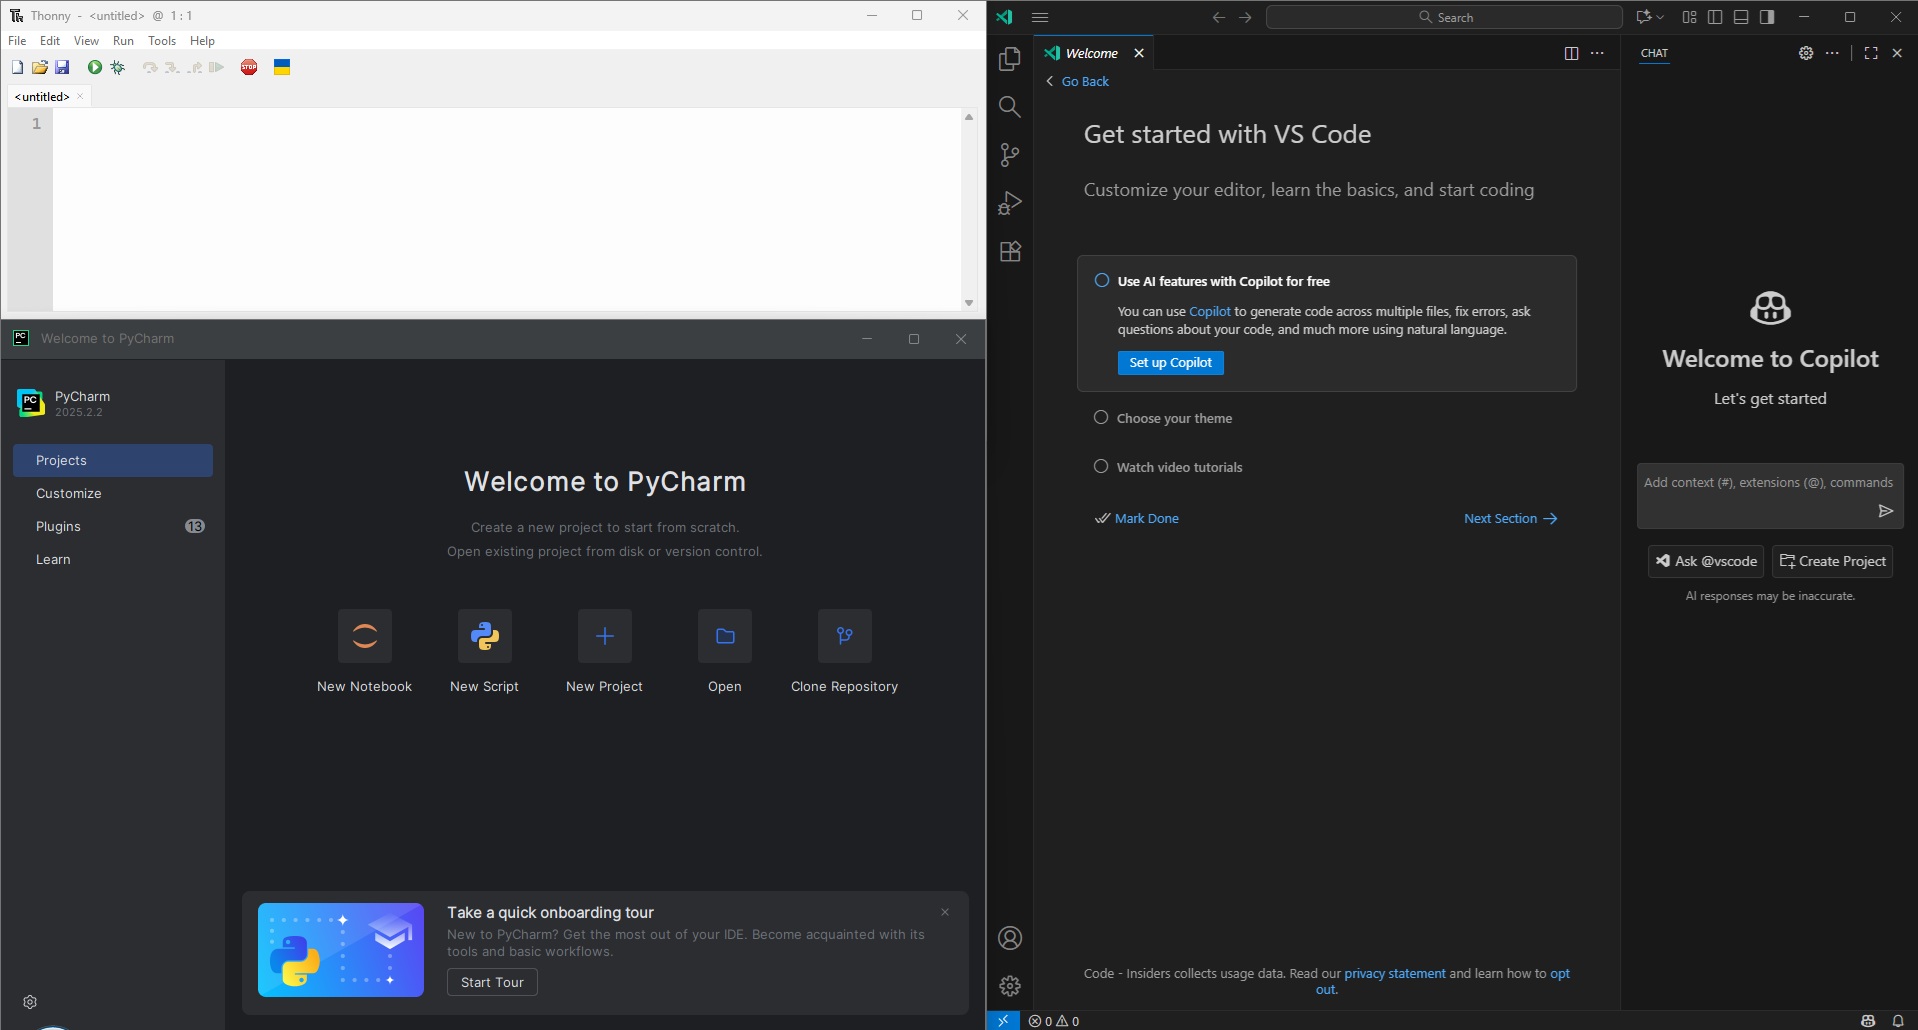 Thonny - <untitled> @ 1 : 1
File Edit View Run Tools Help
STOP
<untitled>
1
PC
Welcome to PyCharm
PC
PyCharm
2025.2.2
Projects
Customize
Plugins 13
Learn
Welcome to PyCharm
Create a new project to start from scratch.
Open existing project from disk or version control.
New Notebook New Script New Project Open Clone Repository
Take a quick onboarding tour
New to PyCharm? Get the most out of your IDE. Become acquainted with its
tools and basic workflows.
Start Tour
Search
Welcome
Go Back
Get started with VS Code
Customize your editor, learn the basics, and start coding
Use AI features with Copilot for free
You can use Copilot to generate code across multiple files, fix errors, ask
questions about your code, and much more using natural language.
Set up Copilot
Choose your theme
Watch video tutorials
Mark Done Next Section
Code - Insiders collects usage data. Read our privacy statement and learn how to opt
out.
0 0
CHAT
Welcome to Copilot
Let's get started
Add context (#), extensions (@), commands
Ask @vscode Create Project
AI responses may be inaccurate.